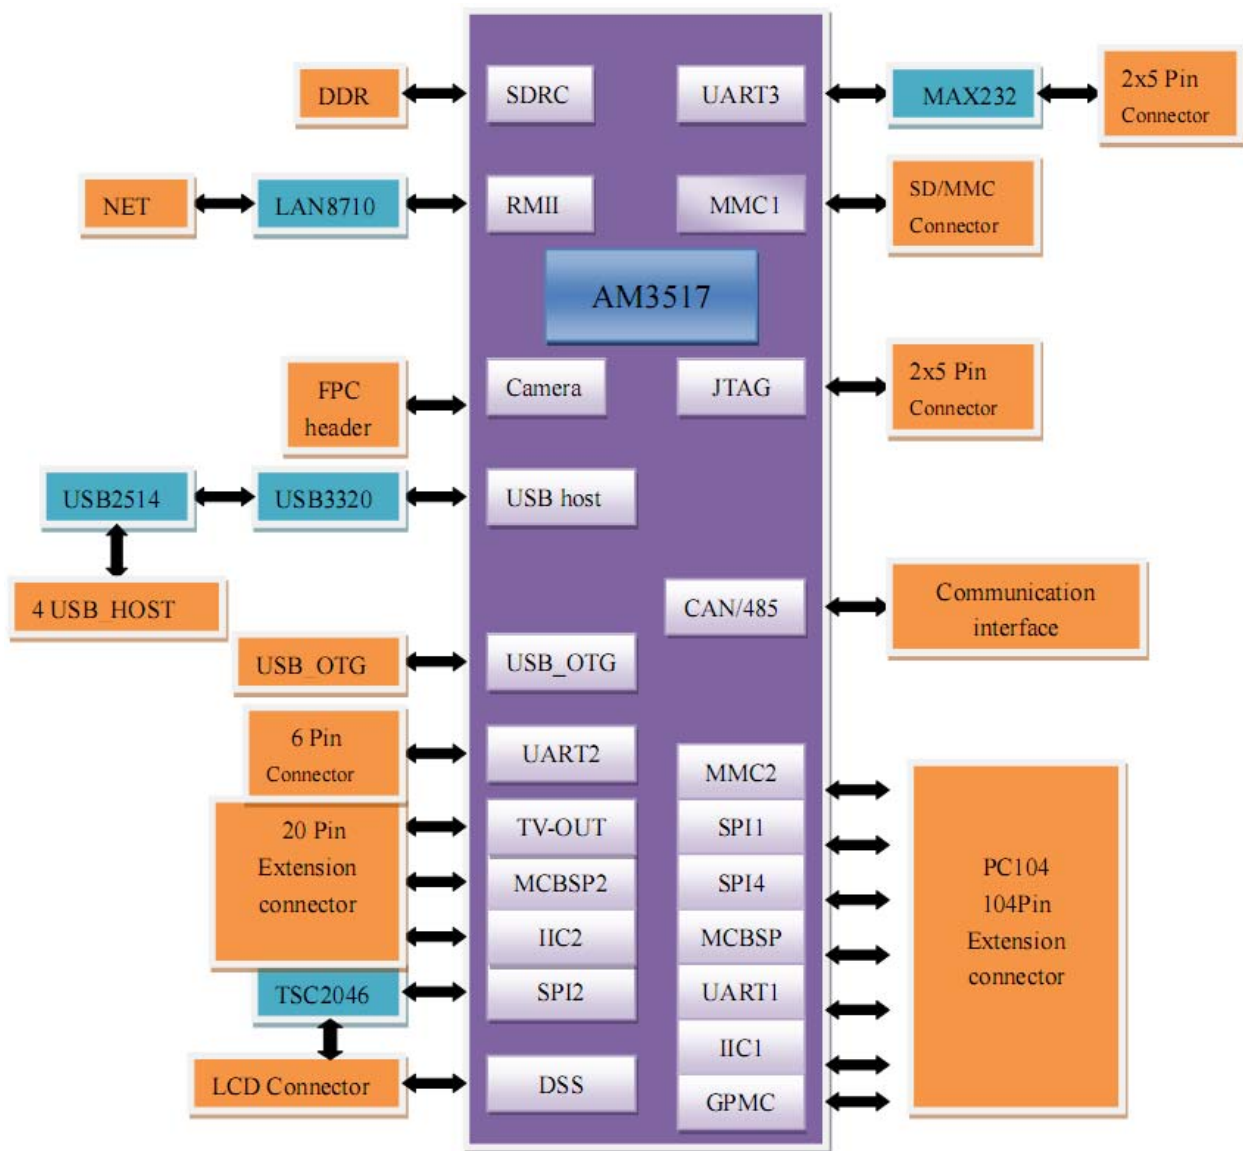 DDR
SDRC
UART3
MAX232
2x5 Pin
Connector
NET
LAN8710
RMII
MMC1
SD/MMC
Connector
AM3517
FPC
header
Camera
JTAG
2x5 Pin
Connector
USB2514
USB3320
USB host
4 USB_HOST
CAN/485
Communication
interface
USB_OTG
USB_OTG
6 Pin
Connector
UART2
20 Pin
Extension
connector
TV-OUT
MCBSP2
IIC2
TSC2046
SPI2
LCD Connector
DSS
MMC2
SPI1
SPI4
MCBSP
UART1
IIC1
GPMC
PC104
104Pin
Extension
connector